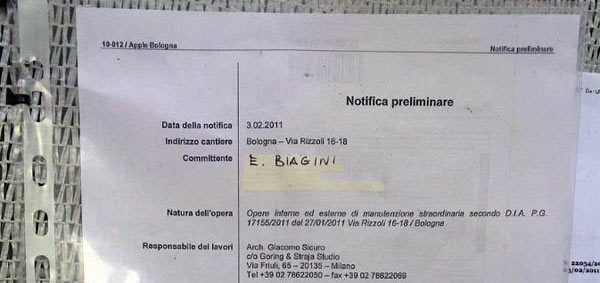 10-012 / Apple Bologna Notifica preliminare
Notifica preliminare
Data della notifica 3.02.2011
Indirizzo cantiere Bologna – Via Rizzoli 16-18
Committente E. BIAGINI
Natura dell'opera Opere interne ed esterne di manutenzione straordinaria secondo D.I.A. P.G.
17155/2011 del 27/01/2011 Via Rizzoli 16-18 / Bologna
Responsabile dei lavori Arch. Giacomo Sicuro
c/o Goring & Straja Studio
Via Friuli, 65 – 20135 – Milano
Tel +39 02 78622050 – fax +39 02 78622069